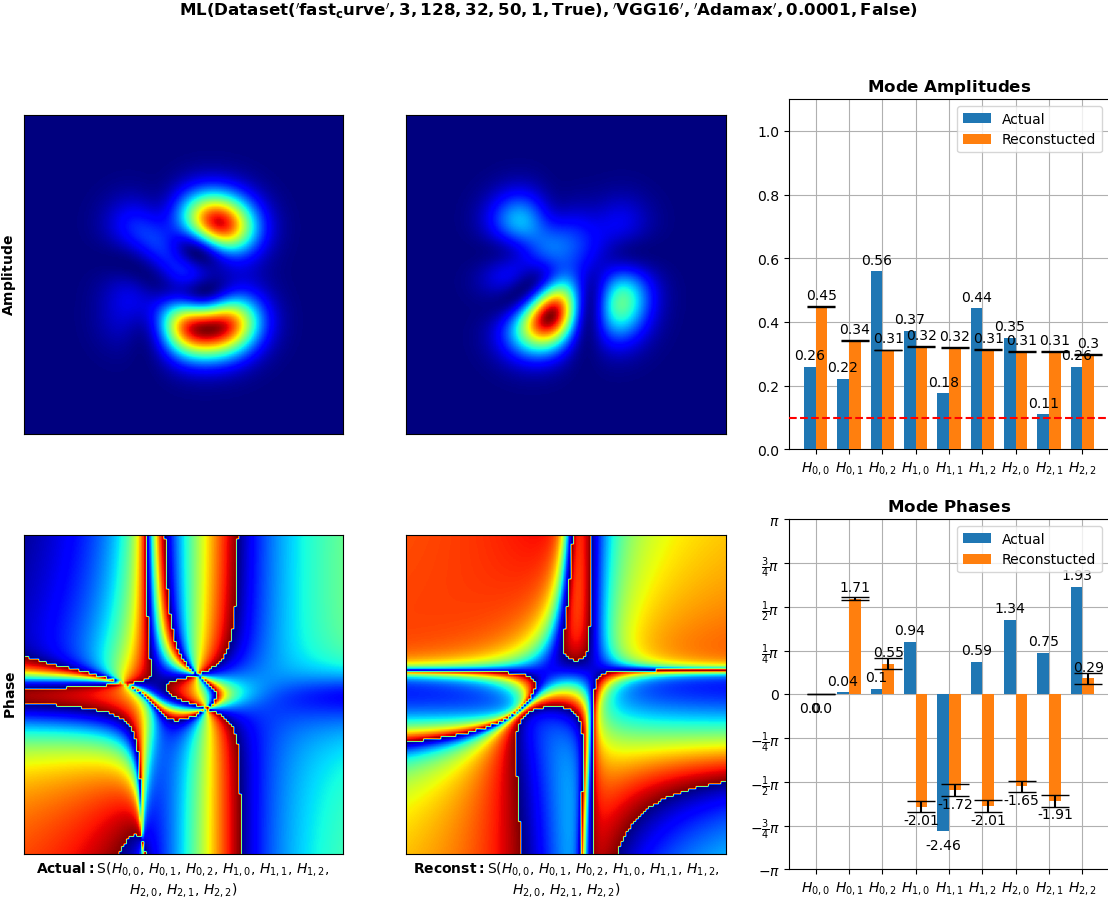 ML(Dataset('fast_curve', 3, 128, 32, 50, 1, True), 'VGG16', 'Adamax', 0.0001, False)
Amplitude
Mode Amplitudes
Actual
Reconstucted
1.0
0.8
0.6
0.4
0.2
0.0
0.26
0.45
0.22
0.34
0.56
0.31
0.37
0.32
0.18
0.32
0.44
0.31
0.35
0.31
0.11
0.31
0.26
0.3
H0,0 H0,1 H0,2 H1,0 H1,1 H1,2 H2,0 H2,1 H2,2
Phase
Mode Phases
Actual
Reconstucted
π
3/4π
1/2π
1/4π
0
−1/4π
−1/2π
−3/4π
−π
0.0
0.0
0.04
1.71
0.1
0.55
0.94
-2.01
-2.46
-1.72
0.59
-2.01
1.34
-1.65
0.75
-1.91
1.93
0.29
H0,0 H0,1 H0,2 H1,0 H1,1 H1,2 H2,0 H2,1 H2,2
Actual: S(H0,0, H0,1, H0,2, H1,0, H1,1, H1,2,
H2,0, H2,1, H2,2)
Reconst: S(H0,0, H0,1, H0,2, H1,0, H1,1, H1,2,
H2,0, H2,1, H2,2)